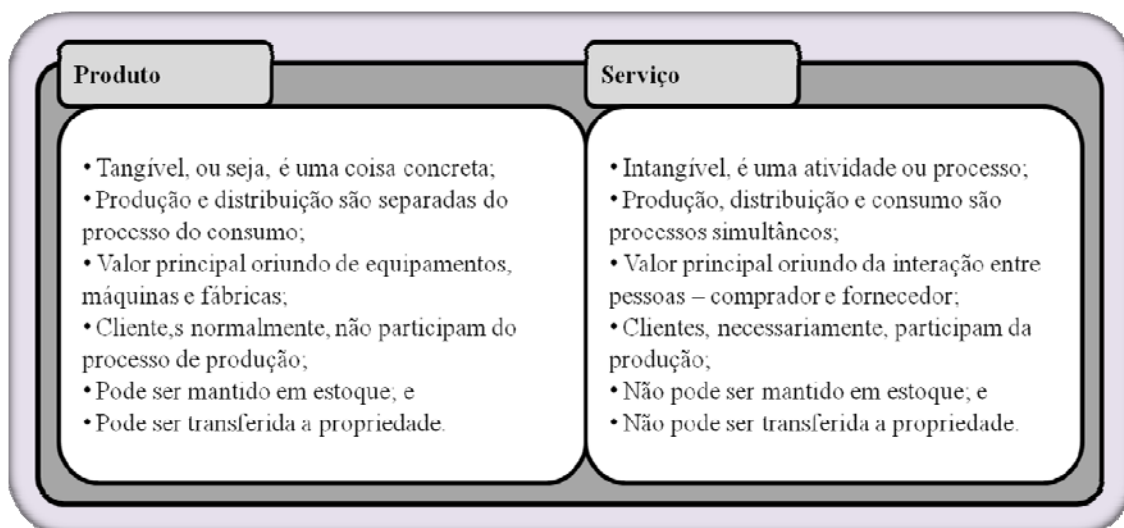 Produto
• Tangível, ou seja, é uma coisa concreta;
• Produção e distribuição são separadas do
processo do consumo;
• Valor principal oriundo de equipamentos,
máquinas e fábricas;
• Cliente,s normalmente, não participam do
processo de produção;
• Pode ser mantido em estoque; e
• Pode ser transferida a propriedade.
Serviço
• Intangível, é uma atividade ou processo;
• Produção, distribuição e consumo são
processos simultâneos;
• Valor principal oriundo da interação entre
pessoas – comprador e fornecedor;
• Clientes, necessariamente, participam da
produção;
• Não pode ser mantido em estoque; e
• Não pode ser transferida a propriedade.